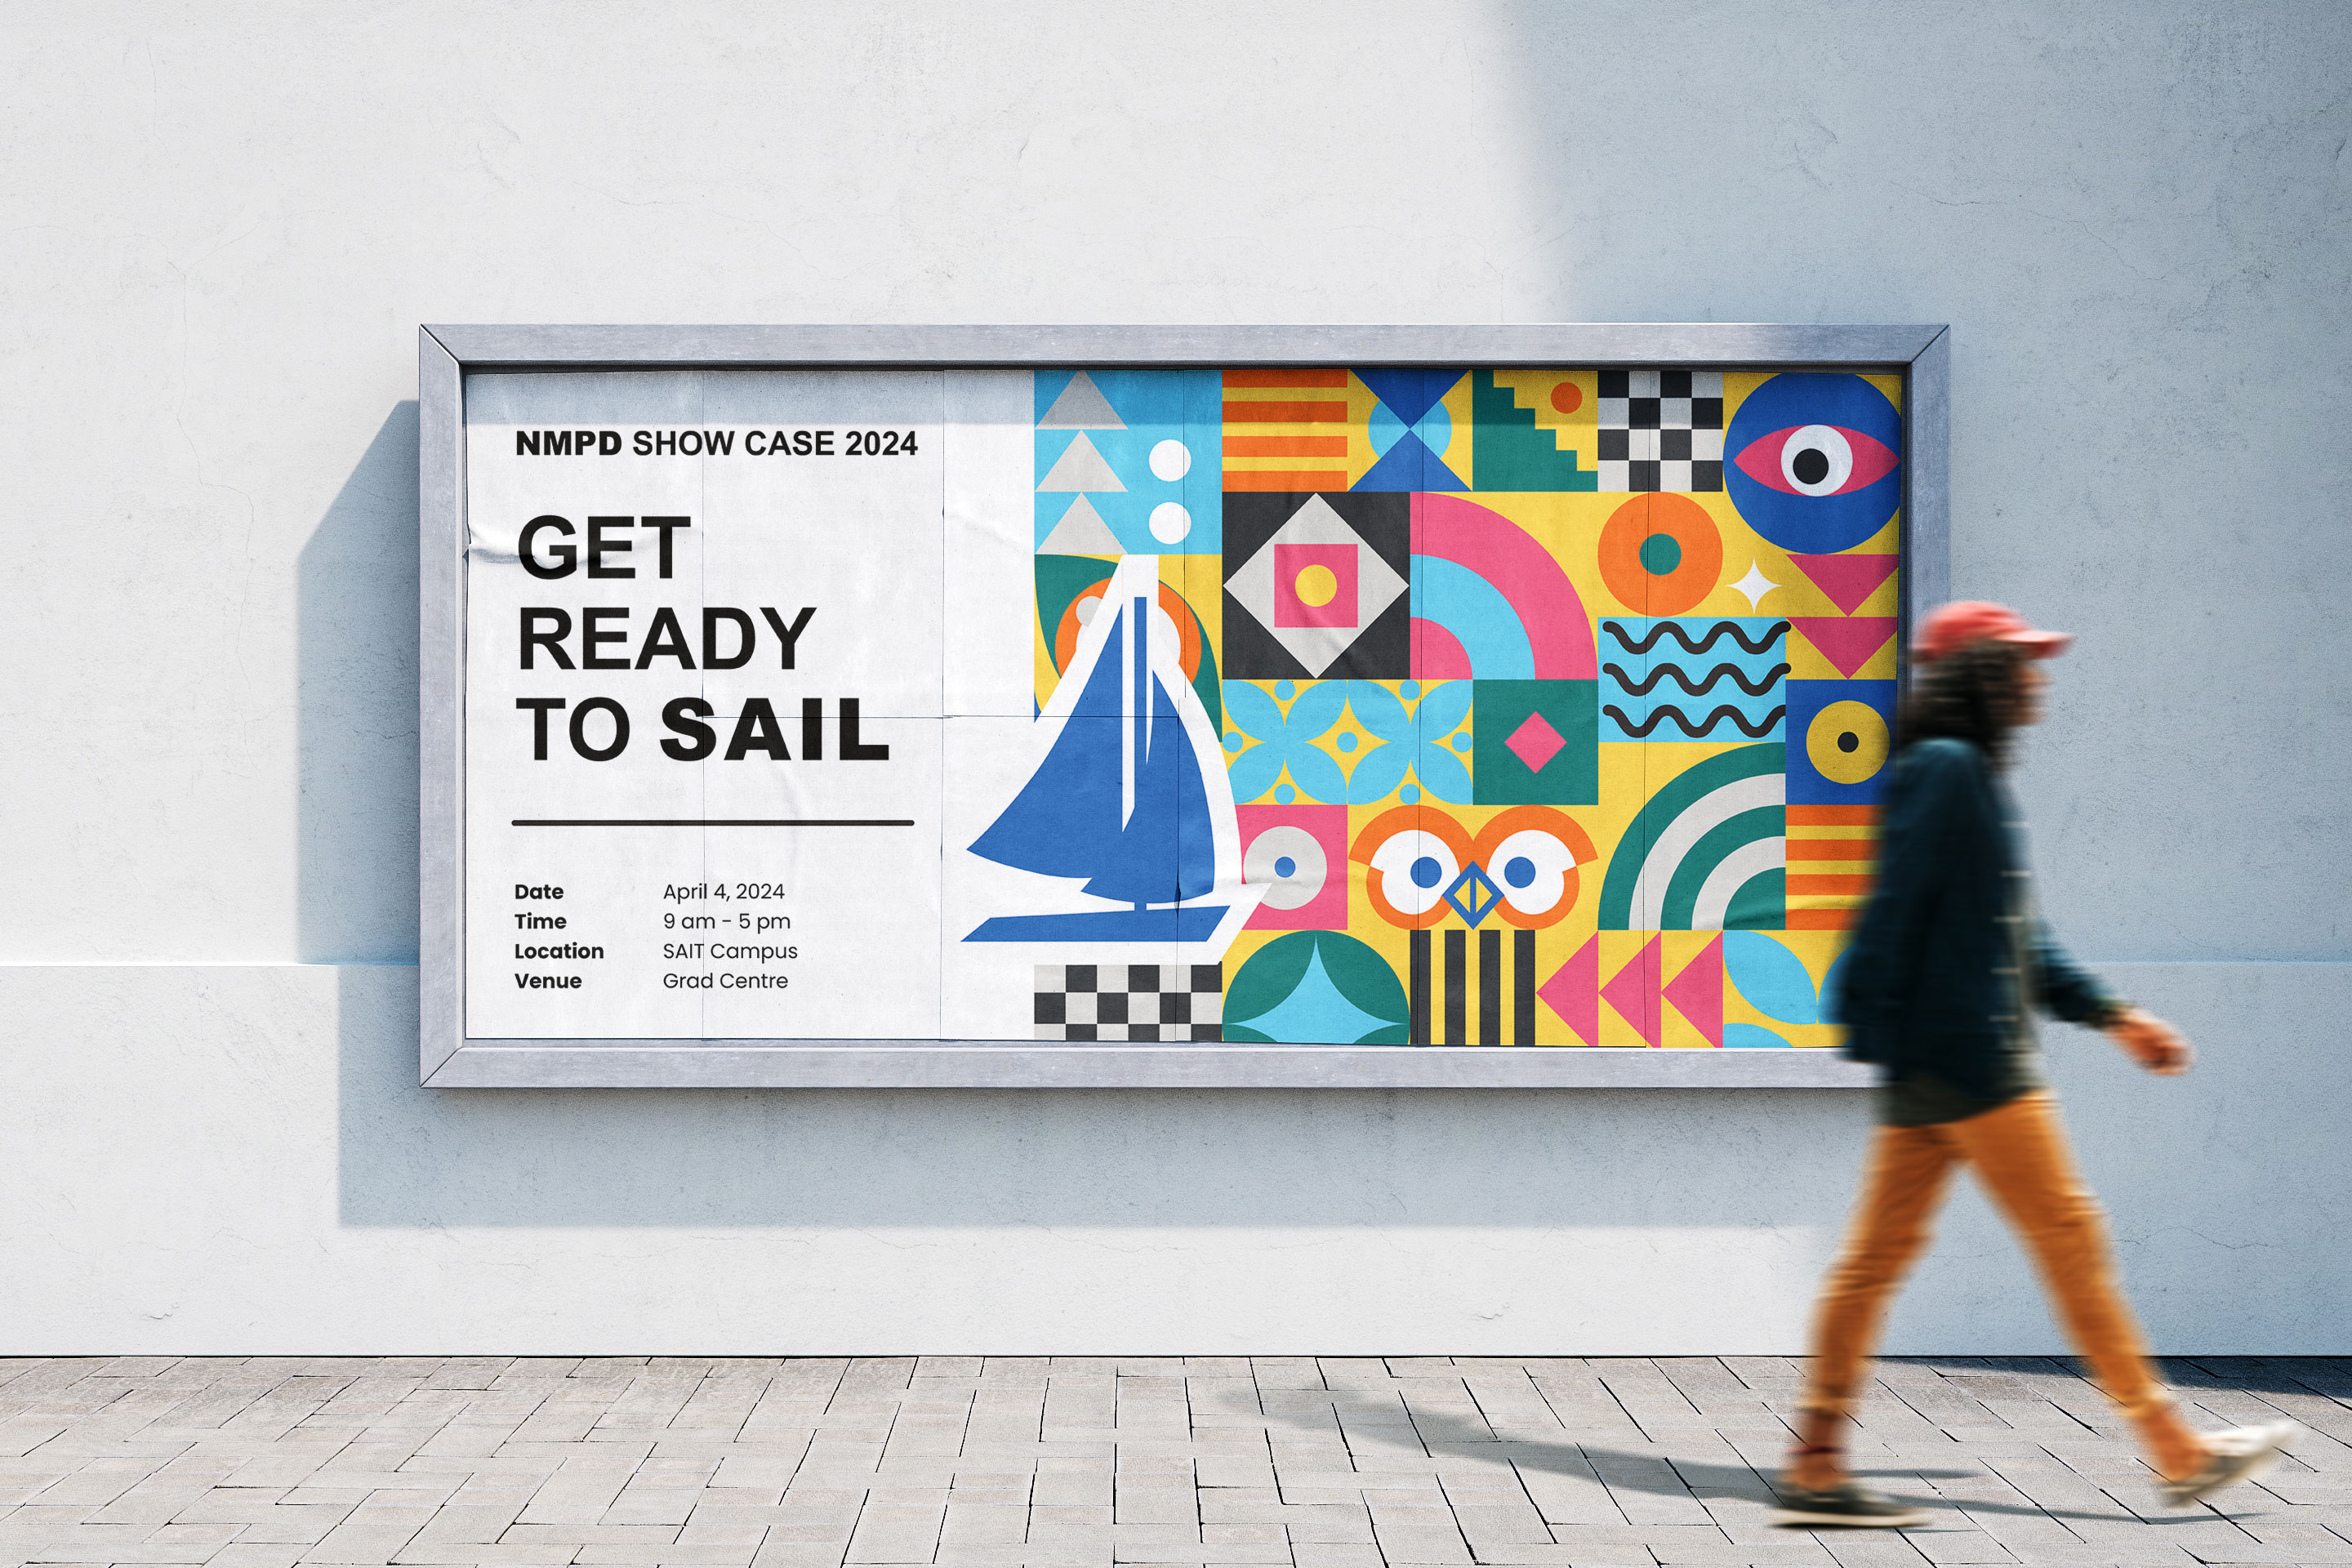 NMPD SHOW CASE 2024
GET
READY
TO SAIL
Date April 4, 2024
Time 9 am - 5 pm
Location SAIT Campus
Venue Grad Centre